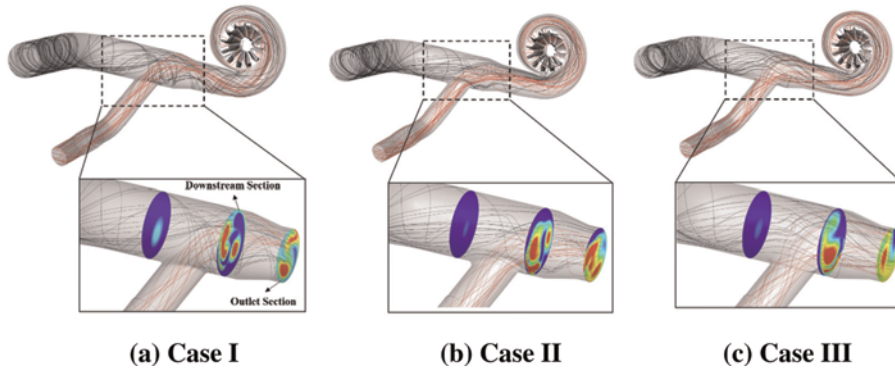 Downstream Section
Outlet Section
(a) Case I
(b) Case II
(c) Case III